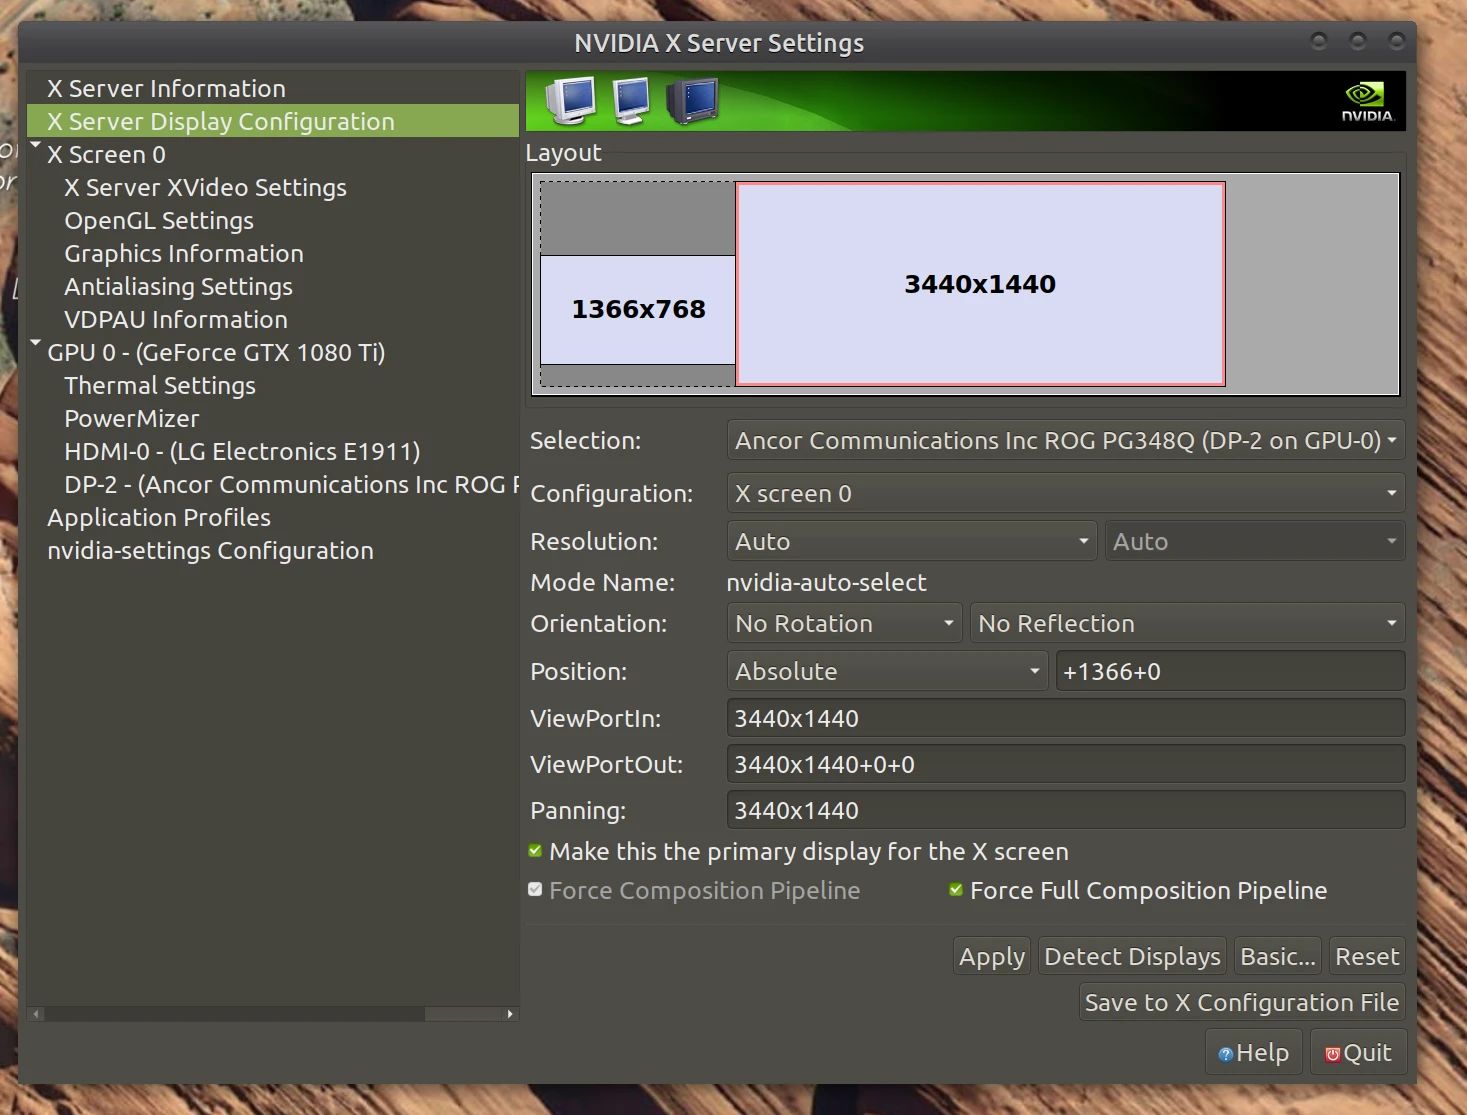 NVIDIA X Server Settings
X Server Information
X Server Display Configuration
X Screen 0
X Server XVideo Settings
OpenGL Settings
Graphics Information
Antialiasing Settings
VDPAU Information
GPU 0 - (GeForce GTX 1080 Ti)
Thermal Settings
PowerMizer
HDMI-0 - (LG Electronics E1911)
DP-2 - (Ancor Communications Inc ROG
Application Profiles
nvidia-settings Configuration
NVIDIA.
Layout
1366x768
3440x1440
Selection: Ancor Communications Inc ROG PG348Q (DP-2 on GPU-0)
Configuration: X screen 0
Resolution: Auto Auto
Mode Name: nvidia-auto-select
Orientation: No Rotation No Reflection
Position: Absolute +1366+0
ViewPortIn: 3440x1440
ViewPortOut: 3440x1440+0+0
Panning: 3440x1440
Make this the primary display for the X screen
Force Composition Pipeline Force Full Composition Pipeline
Apply Detect Displays Basic... Reset
Save to X Configuration File
Help Quit